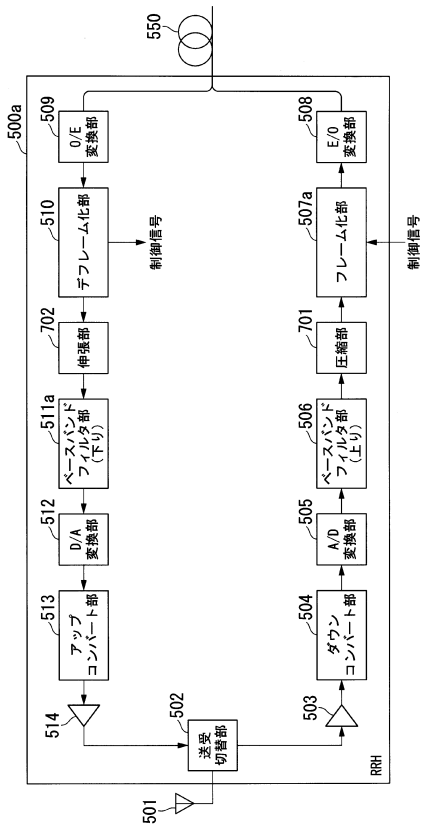 500a
550
509
O/E
変換部
510
デフレーム化部
制御信号
702
伸張部
511a
ベースバンド
フィルタ部
(下り)
512
D/A
変換部
513
アップ
コンバート部
514
502
送受
切替部
501
503
504
ダウン
コンバート部
505
A/D
変換部
506
ベースバンド
フィルタ部
(上り)
701
圧縮部
507a
フレーム化部
制御信号
508
E/O
変換部
RRH